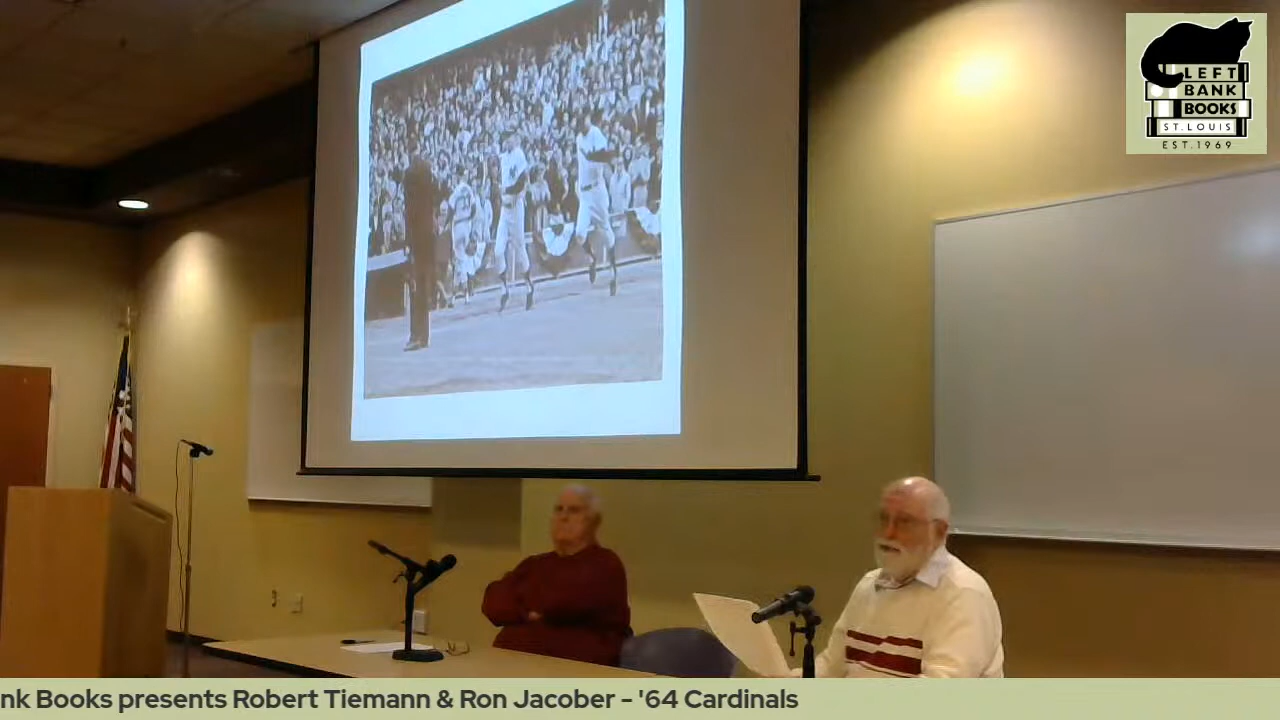 LEFT
BANK
BOOKS
ST. LOUIS
EST. 1969
nk Books presents Robert Tiemann & Ron Jacober - '64 Cardinals